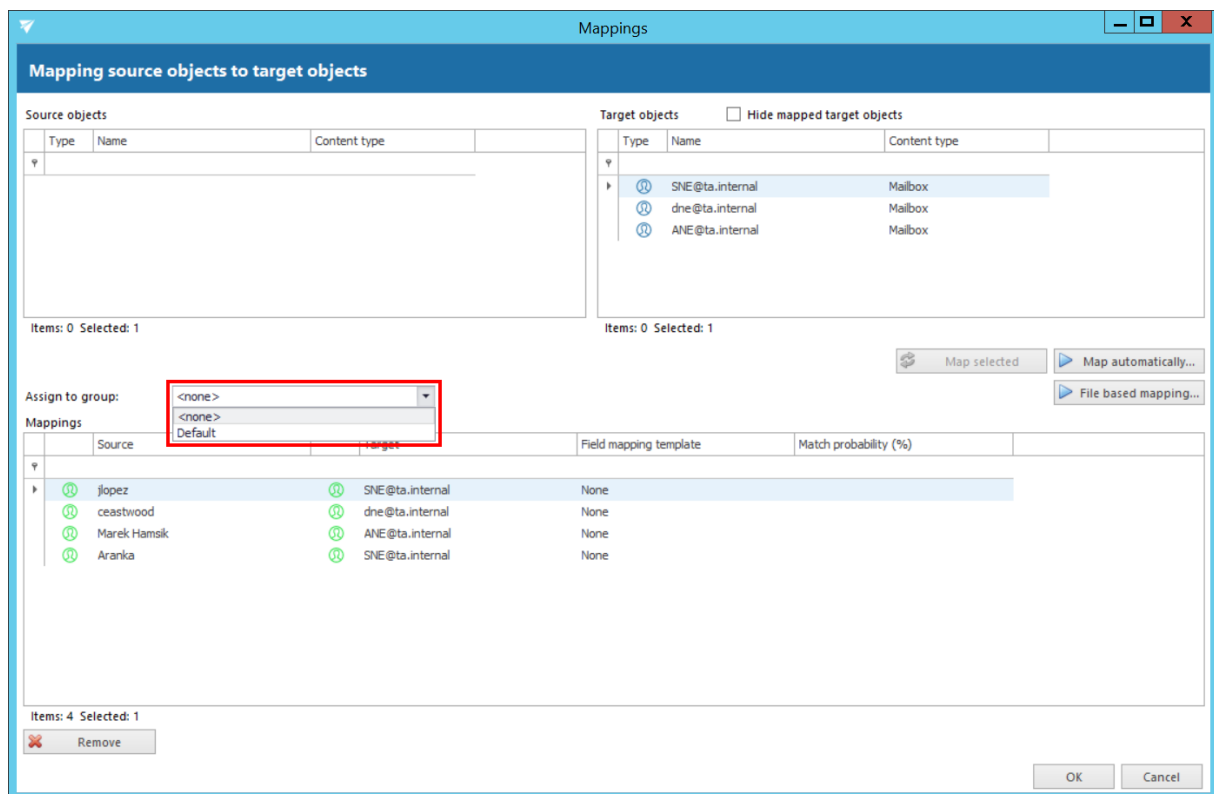 Mappings
X
Mapping source objects to target objects
Source objects
Target objects Hide mapped target objects
Type Name Content type
Type Name Content type
SNE@ta.internal Mailbox
dne@ta.internal Mailbox
ANE@ta.internal Mailbox
Items: 0 Selected: 1
Items: 0 Selected: 1
Map selected
Map automatically...
Assign to group: <none>
File based mapping...
<none>
Default
Mappings
Source Target Field mapping template Match probability (%)
jlopez SNE@ta.internal None
ceastwood dne@ta.internal None
Marek Hamsik ANE@ta.internal None
Aranka SNE@ta.internal None
Items: 4 Selected: 1
Remove
OK
Cancel